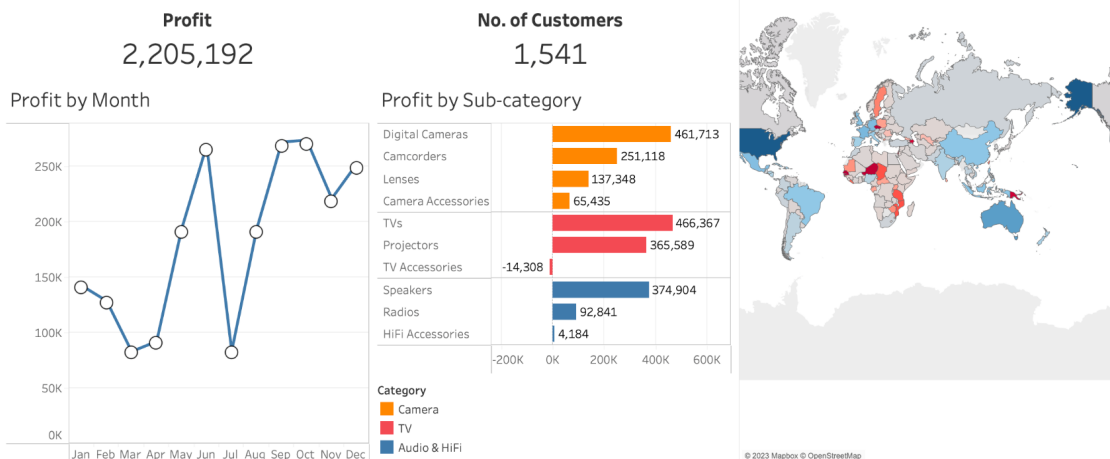 Profit
2,205,192
Profit by Month
250K
200K
150K
100K
50K
0K
Jan Feb Mar Apr May Jun Jul Aug Sep Oct Nov Dec
No. of Customers
1,541
Profit by Sub-category
Digital Cameras 461,713
Camcorders 251,118
Lenses 137,348
Camera Accessories 65,435
TVs 466,367
Projectors 365,589
TV Accessories -14,308
Speakers 374,904
Radios 92,841
HiFi Accessories 4,184
-200K 0K 200K 400K 600K
Category
Camera
TV
Audio & HiFi
© 2023 Mapbox © OpenStreetMap